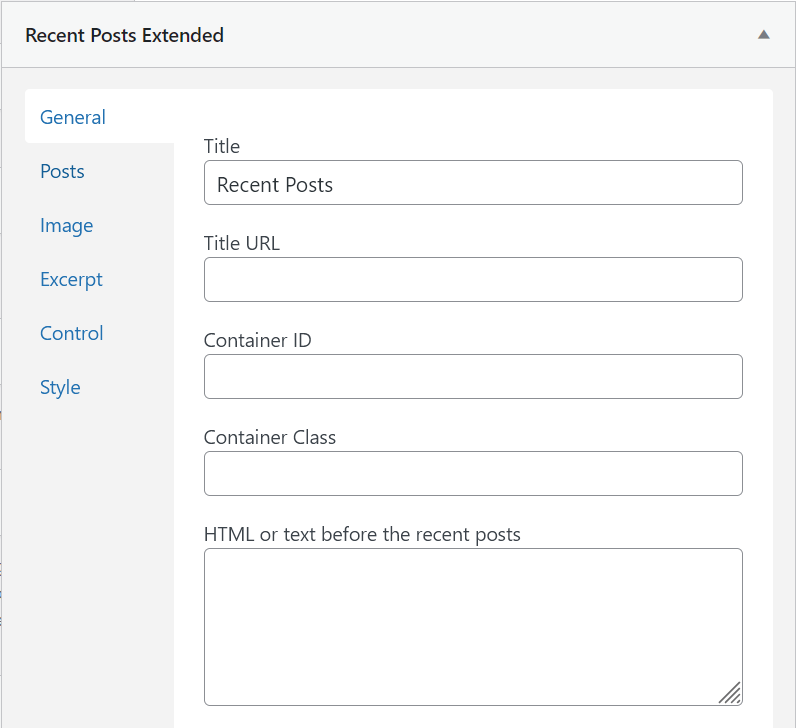 Recent Posts Extended
General
Posts
Image
Excerpt
Control
Style
Title
Recent Posts
Title URL
Container ID
Container Class
HTML or text before the recent posts